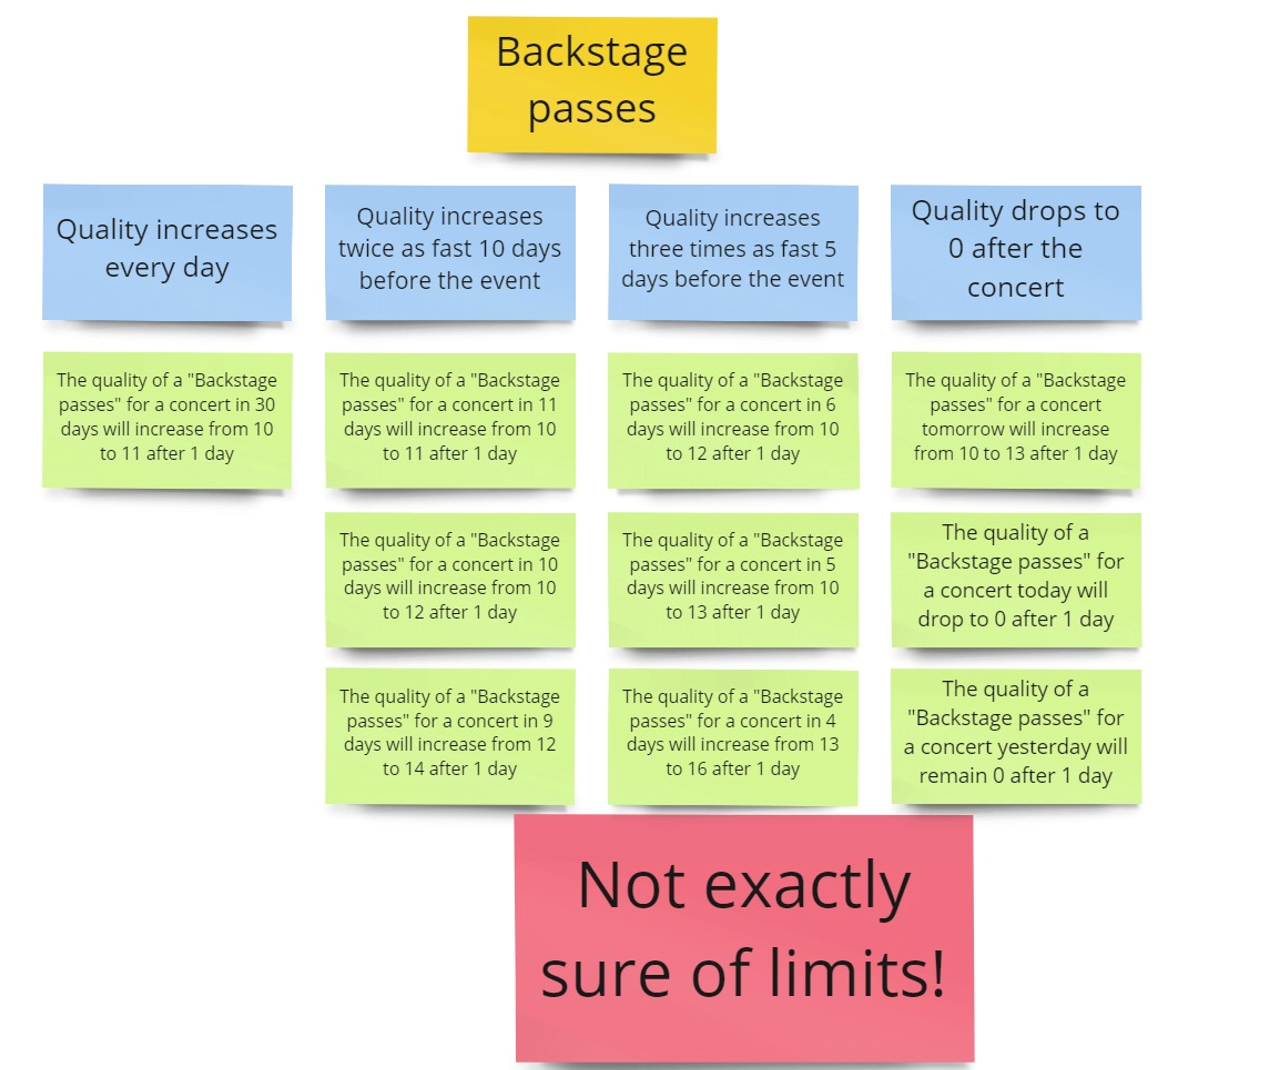 Backstage
passes
Quality increases
every day
Quality increases
twice as fast 10 days
before the event
Quality increases
three times as fast 5
days before the event
Quality drops to
0 after the
concert
The quality of a "Backstage
passes" for a concert in 30
days will increase from 10
to 11 after 1 day
The quality of a "Backstage
passes" for a concert in 11
days will increase from 10
to 11 after 1 day
The quality of a "Backstage
passes" for a concert in 6
days will increase from 10
to 12 after 1 day
The quality of a "Backstage
passes" for a concert
tomorrow will increase
from 10 to 13 after 1 day
The quality of a "Backstage
passes" for a concert in 10
days will increase from 10
to 12 after 1 day
The quality of a "Backstage
passes" for a concert in 5
days will increase from 10
to 13 after 1 day
The quality of a
"Backstage passes" for
a concert today will
drop to 0 after 1 day
The quality of a "Backstage
passes" for a concert in 9
days will increase from 12
to 14 after 1 day
The quality of a "Backstage
passes" for a concert in 4
days will increase from 13
to 16 after 1 day
The quality of a
"Backstage passes" for
a concert yesterday will
remain 0 after 1 day
Not exactly
sure of limits!